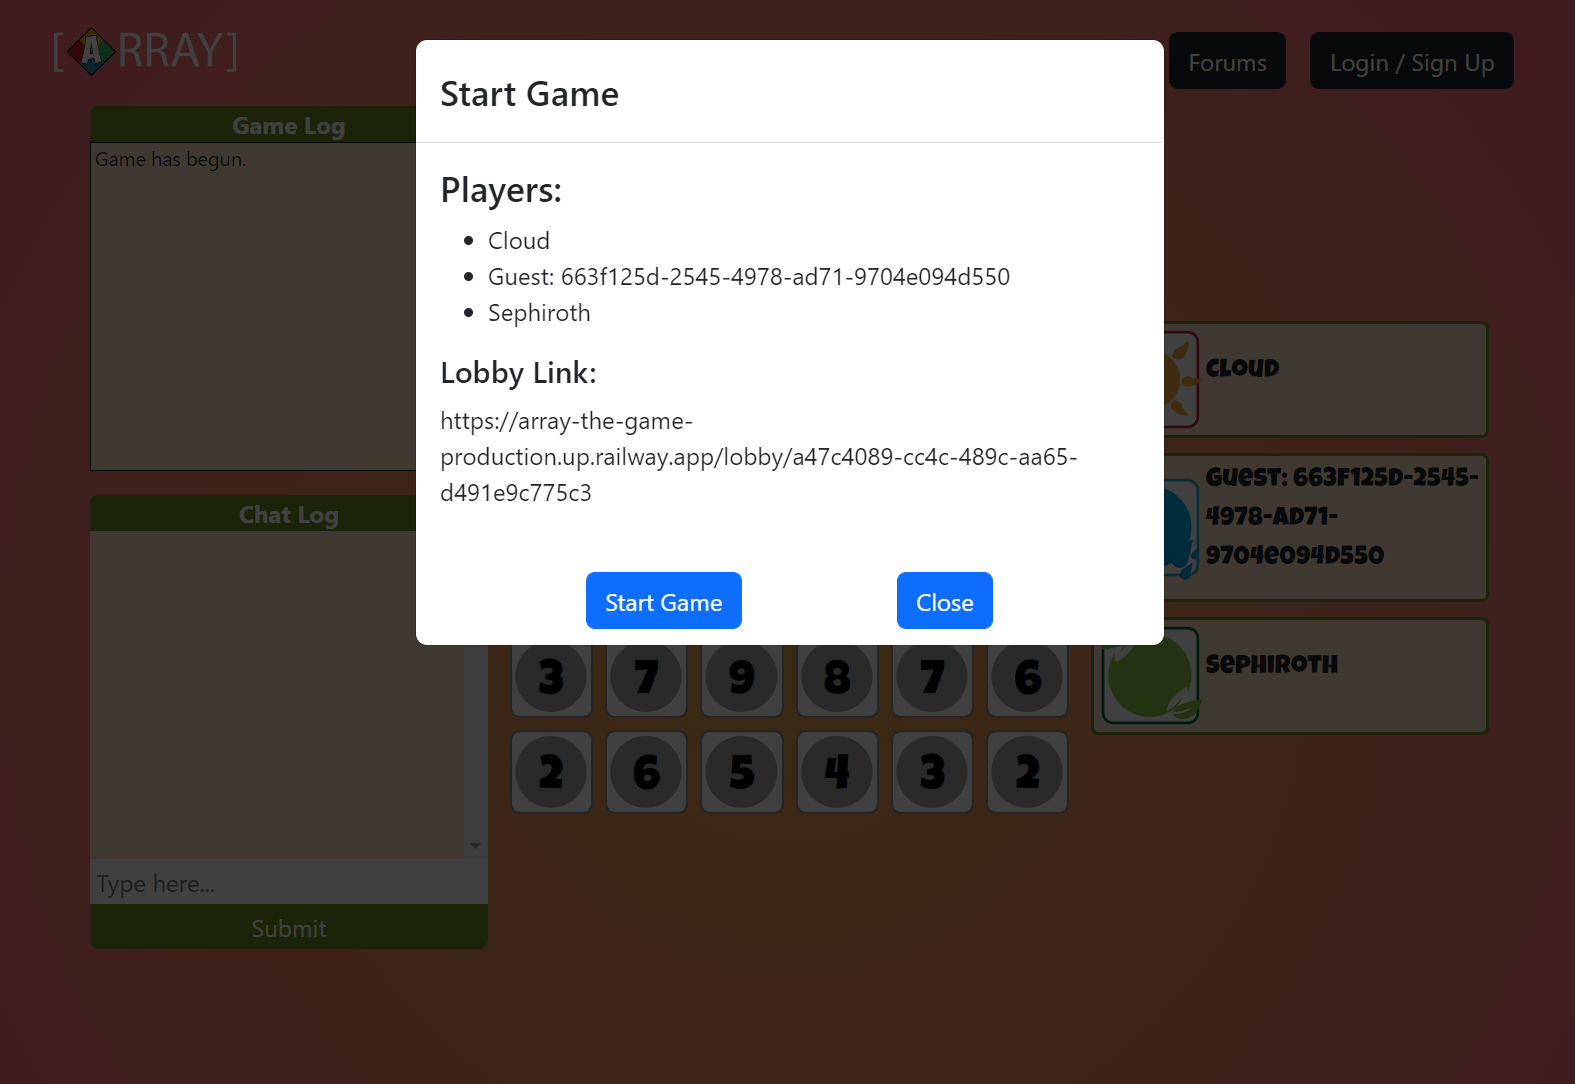 [ARRAY]
Forums
Login / Sign Up
Game Log
Game has begun.
Chat Log
Type here...
Submit
Start Game
Players:
Cloud
Guest: 663f125d-2545-4978-ad71-9704e094d550
Sephiroth
Lobby Link:
https://array-the-game-
production.up.railway.app/lobby/a47c4089-cc4c-489c-aa65-
d491e9c775c3
Start Game
Close
3 7 9 8 7 6
2 6 5 4 3 2
Cloud
Guest: 663f125d-2545-
4978-ad71-
9704e094d550
Sephiroth